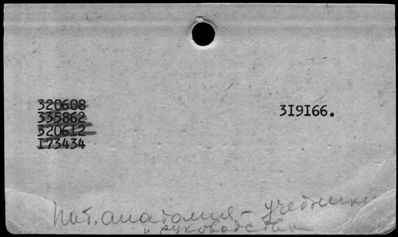 320608
335862
320612
173434
319166.
Пат. анатомия – учебники
и руководства